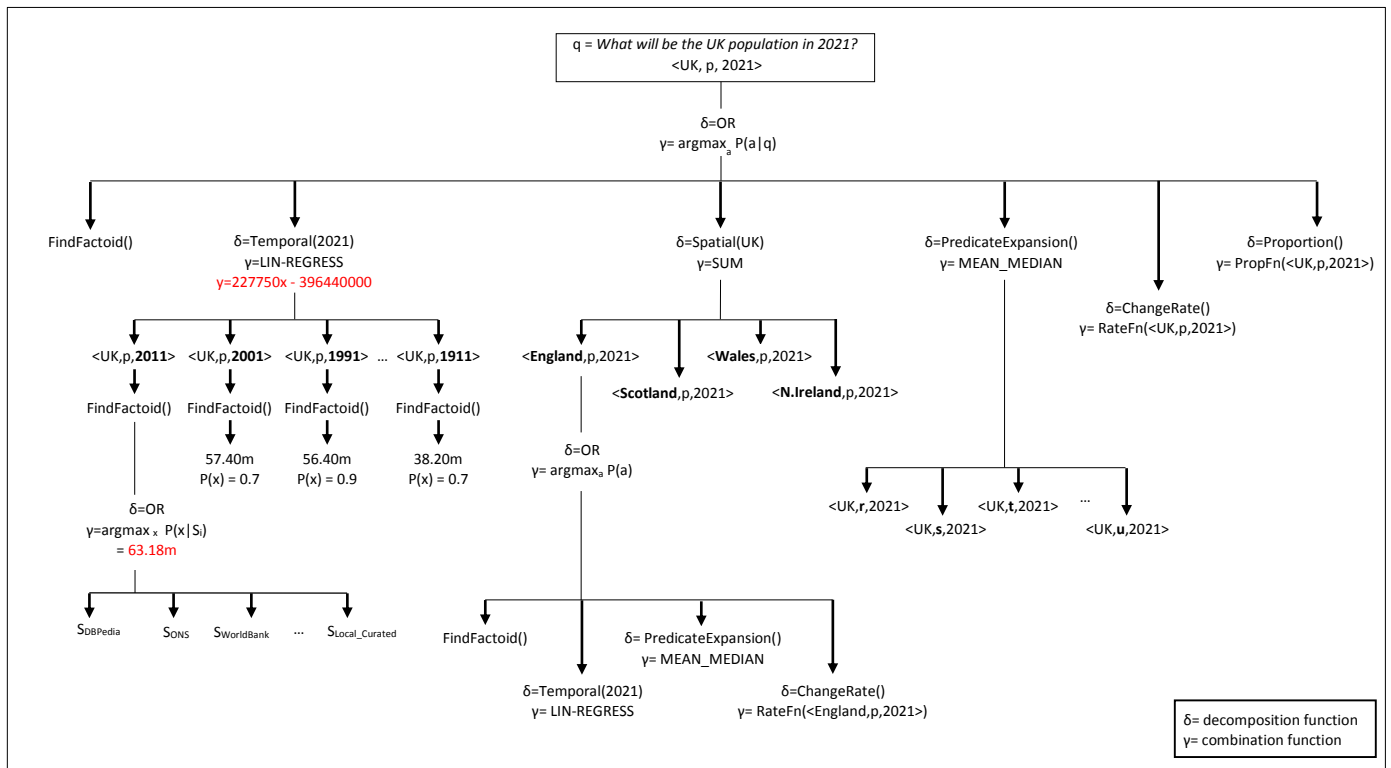 q = What will be the UK population in 2021?
<UK, p, 2021>
δ=OR
γ= argmaxₐ P(a|q)
FindFactoid()
δ=Temporal(2021)
γ=LIN-REGRESS
y=227750x - 396440000
δ=Spatial(UK)
γ=SUM
δ=PredicateExpansion()
γ= MEAN_MEDIAN
δ=ChangeRate()
γ= RateFn(<UK,p,2021>)
δ=Proportion()
γ= PropFn(<UK,p,2021>)
<UK,p,2011>
<UK,p,2001>
<UK,p,1991>
...
<UK,p,1911>
FindFactoid()
FindFactoid()
FindFactoid()
FindFactoid()
57.40m
P(x) = 0.7
56.40m
P(x) = 0.9
38.20m
P(x) = 0.7
δ=OR
γ=argmax ₓ P(x|Sᵢ)
= 63.18m
SDBPedia
SONS
SWorldBank
...
SLocal_Curated
<England,p,2021>
<Scotland,p,2021>
<Wales,p,2021>
<N.Ireland,p,2021>
δ=OR
γ= argmaxₐ P(a)
FindFactoid()
δ=Temporal(2021)
γ= LIN-REGRESS
δ= PredicateExpansion()
γ= MEAN_MEDIAN
δ=ChangeRate()
γ= RateFn(<England,p,2021>)
<UK,r,2021>
<UK,s,2021>
<UK,t,2021>
...
<UK,u,2021>
δ= decomposition function
γ= combination function